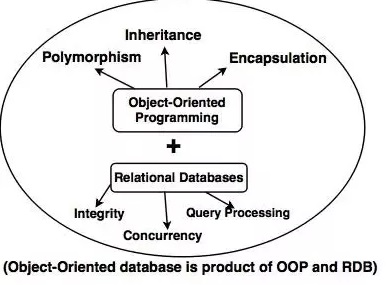 Inheritance
Polymorphism
Encapsulation
Object-Oriented
Programming
+
Relational Databases
Integrity
Query Processing
Concurrency
(Object-Oriented database is product of OOP and RDB)